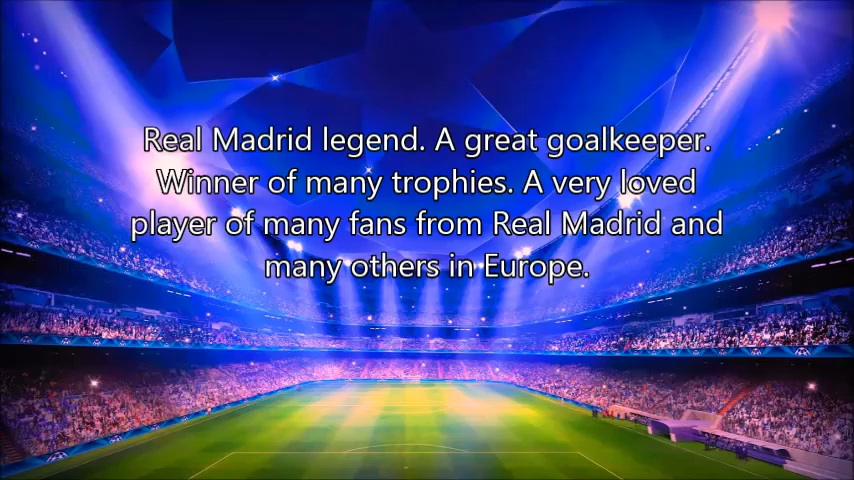 Real Madrid legend. A great goalkeeper.
Winner of many trophies. A very loved
player of many fans from Real Madrid and
many others in Europe.